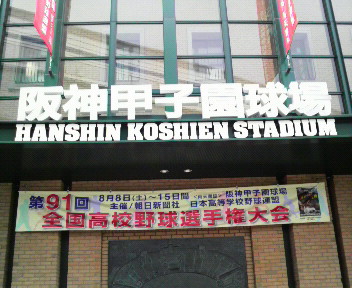 阪神甲子園球場
HANSHIN KOSHIEN STADIUM
第91回
8月8日(土)〜15日間
阪神甲子園球場
主催/朝日新聞社 日本高等学校野球連盟
全国高校野球選手権大会